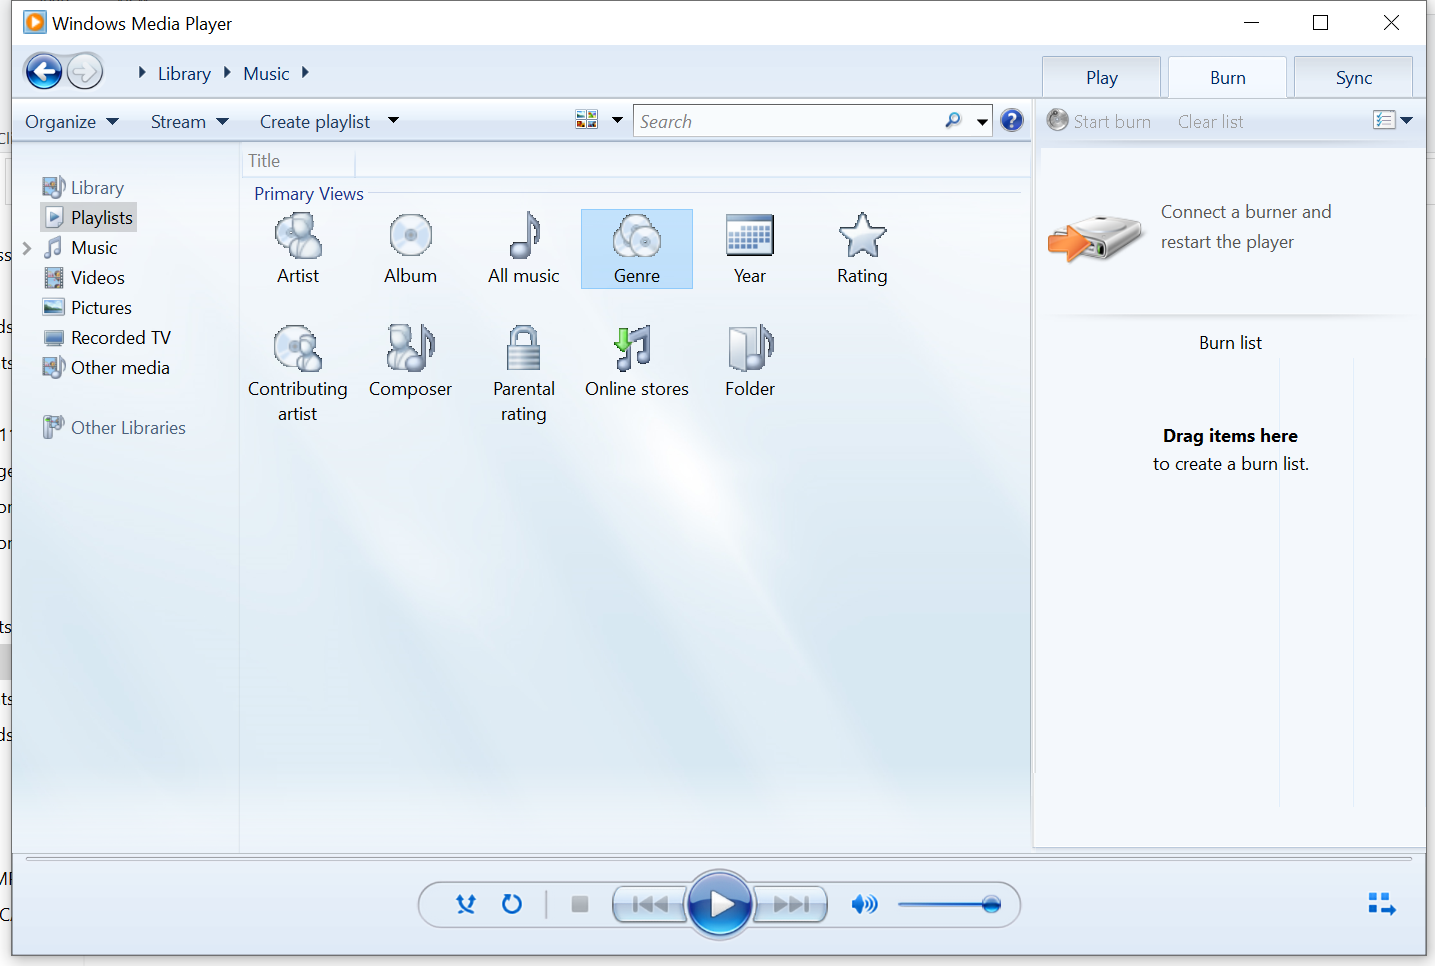 Windows Media Player
Library Music
Play Burn Sync
Organize Stream Create playlist Search
Start burn Clear list
Title
Primary Views
Library
Playlists
Music
Videos
Pictures
Recorded TV
Other media
Other Libraries
Artist Album All music Genre Year Rating
Contributing artist
Composer
Parental rating
Online stores
Folder
Connect a burner and
restart the player
Burn list
Drag items here
to create a burn list.